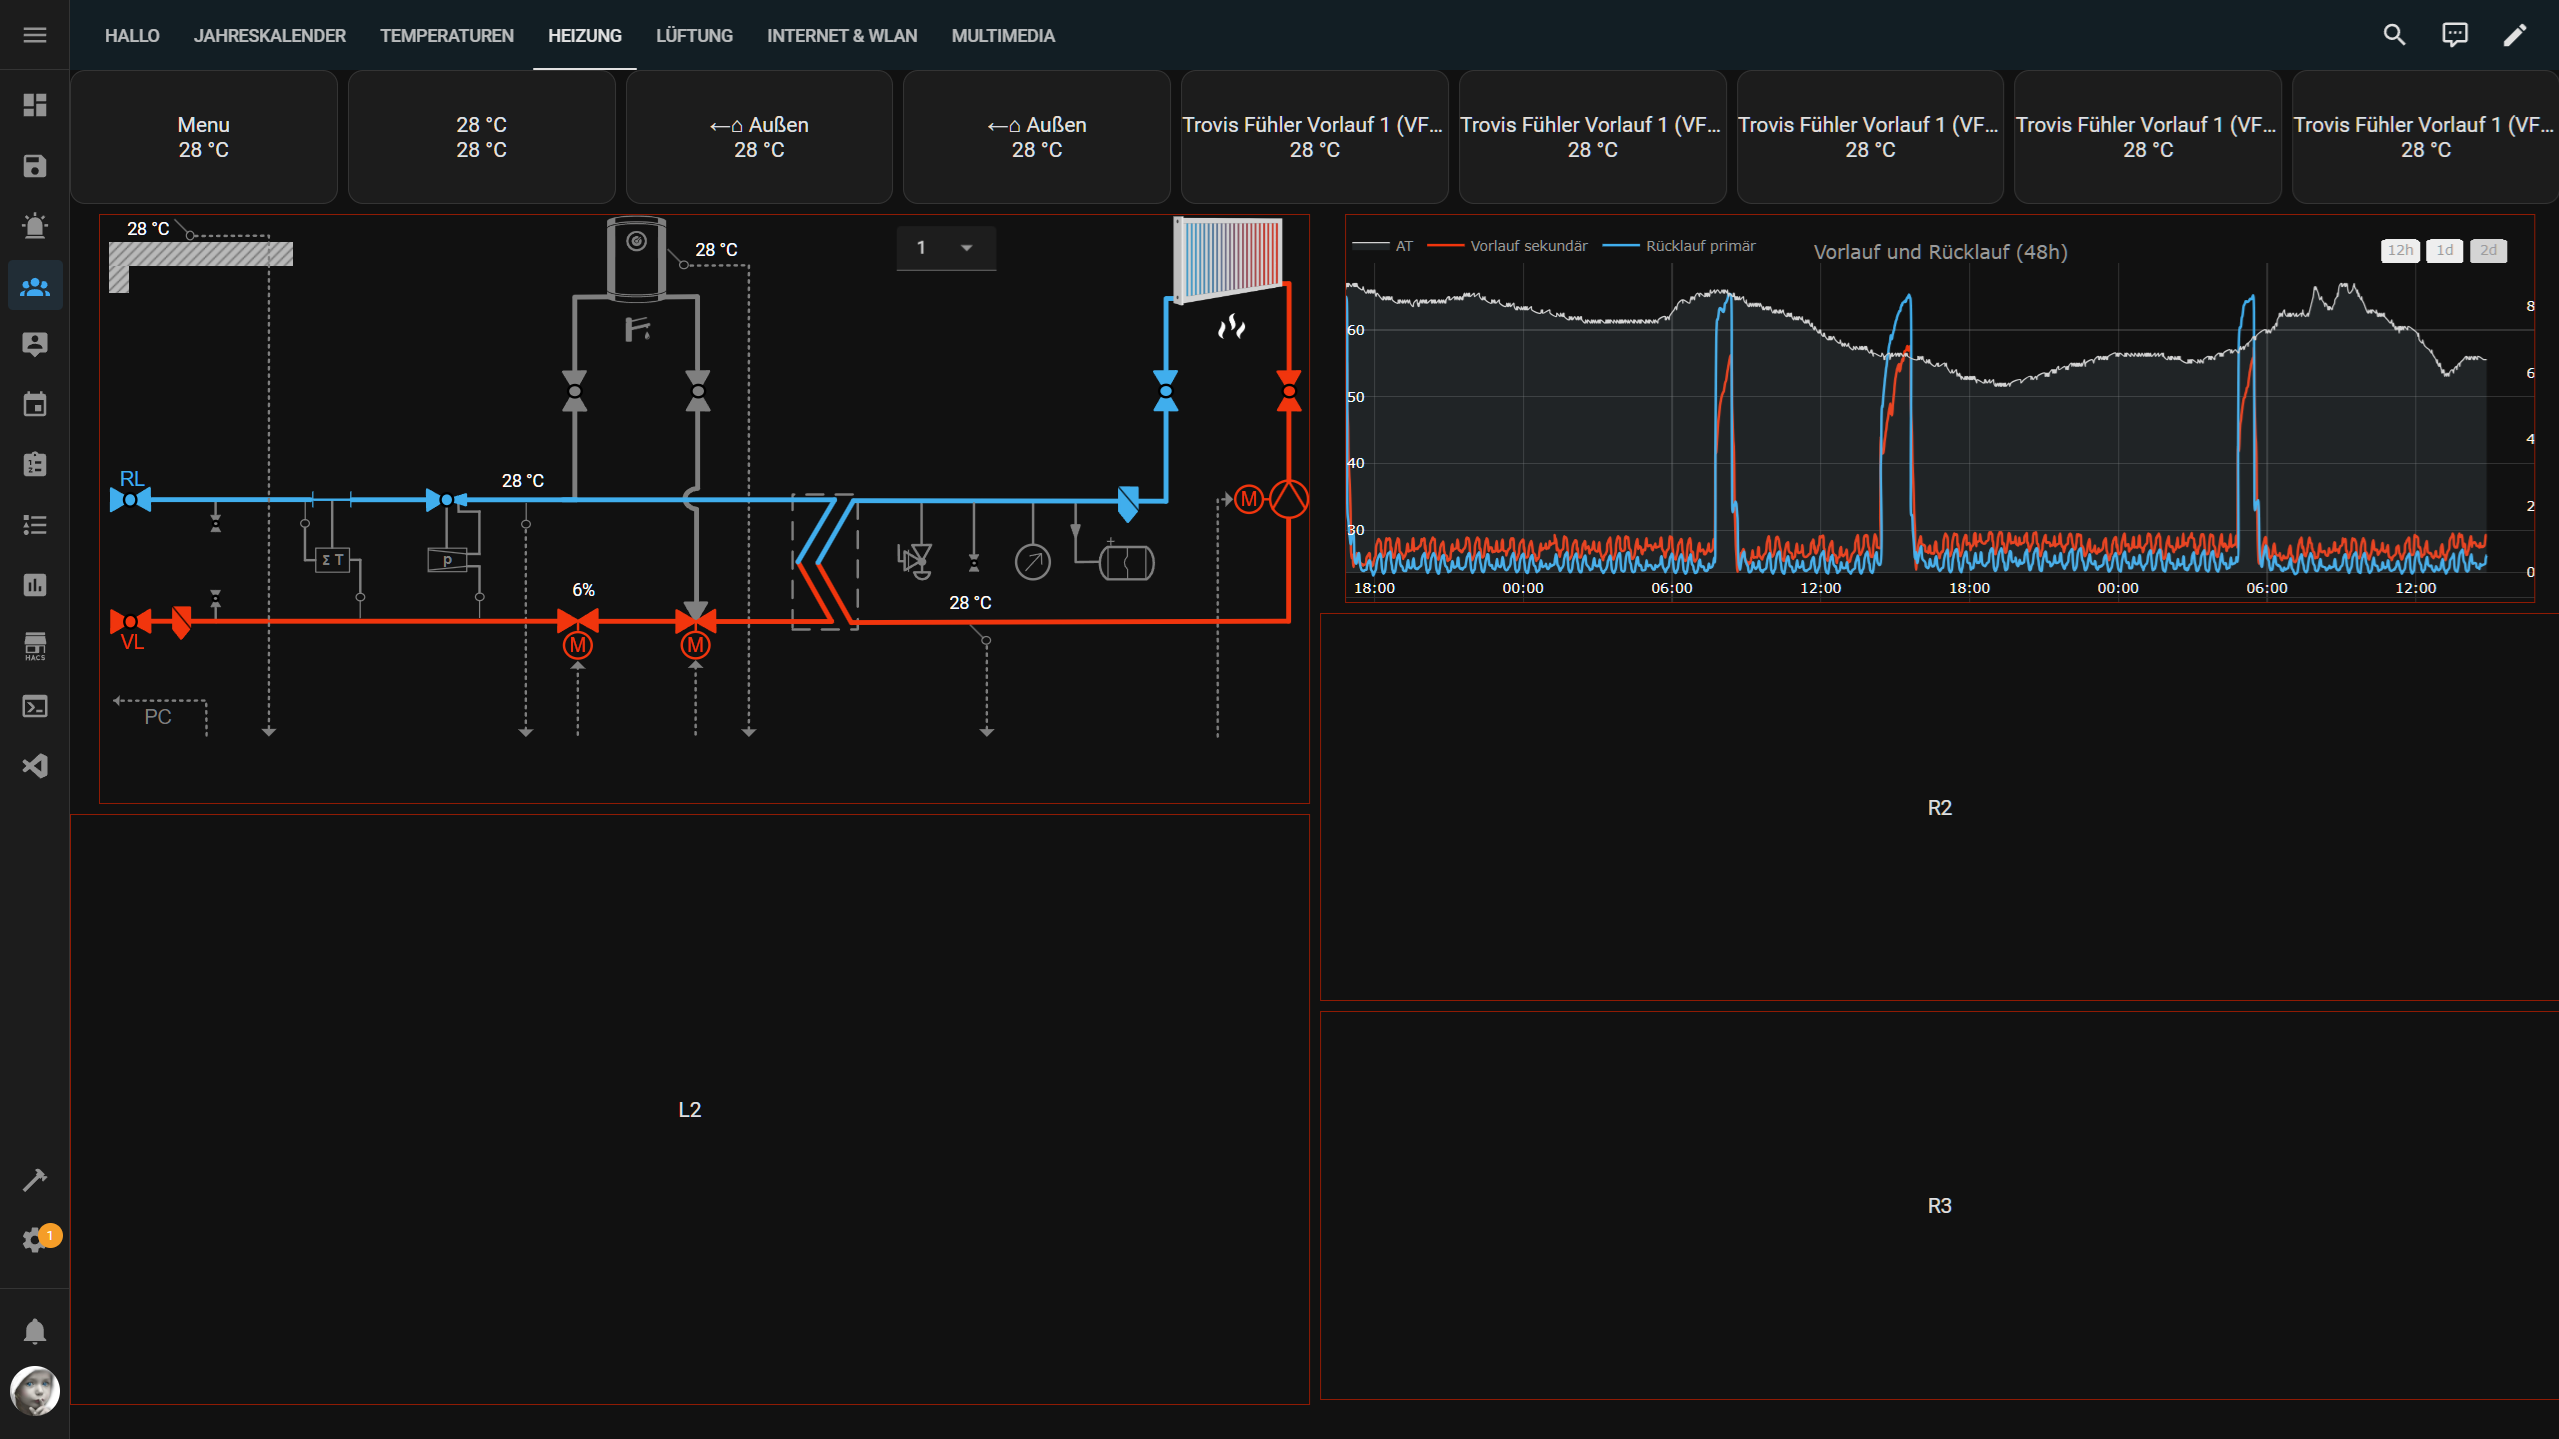 HALLO JAHRESKALENDER TEMPERATUREN HEIZUNG LÜFTUNG INTERNET & WLAN MULTIMEDIA
Menu
28 °C
28 °C
28 °C
←⌂ Außen
28 °C
←⌂ Außen
28 °C
Trovis Fühler Vorlauf 1 (VF...
28 °C
Trovis Fühler Vorlauf 1 (VF...
28 °C
Trovis Fühler Vorlauf 1 (VF...
28 °C
Trovis Fühler Vorlauf 1 (VF...
28 °C
Trovis Fühler Vorlauf 1 (VF...
28 °C
28 °C
28 °C
1
RL
28 °C
M
Σ T
p
6%
28 °C
VL
M
M
PC
AT Vorlauf sekundär Rücklauf primär
Vorlauf und Rücklauf (48h)
12h 1d 2d
60
50
40
30
8
6
4
2
0
18:00 00:00 06:00 12:00 18:00 00:00 06:00 12:00
R2
L2
R3
HACS
1